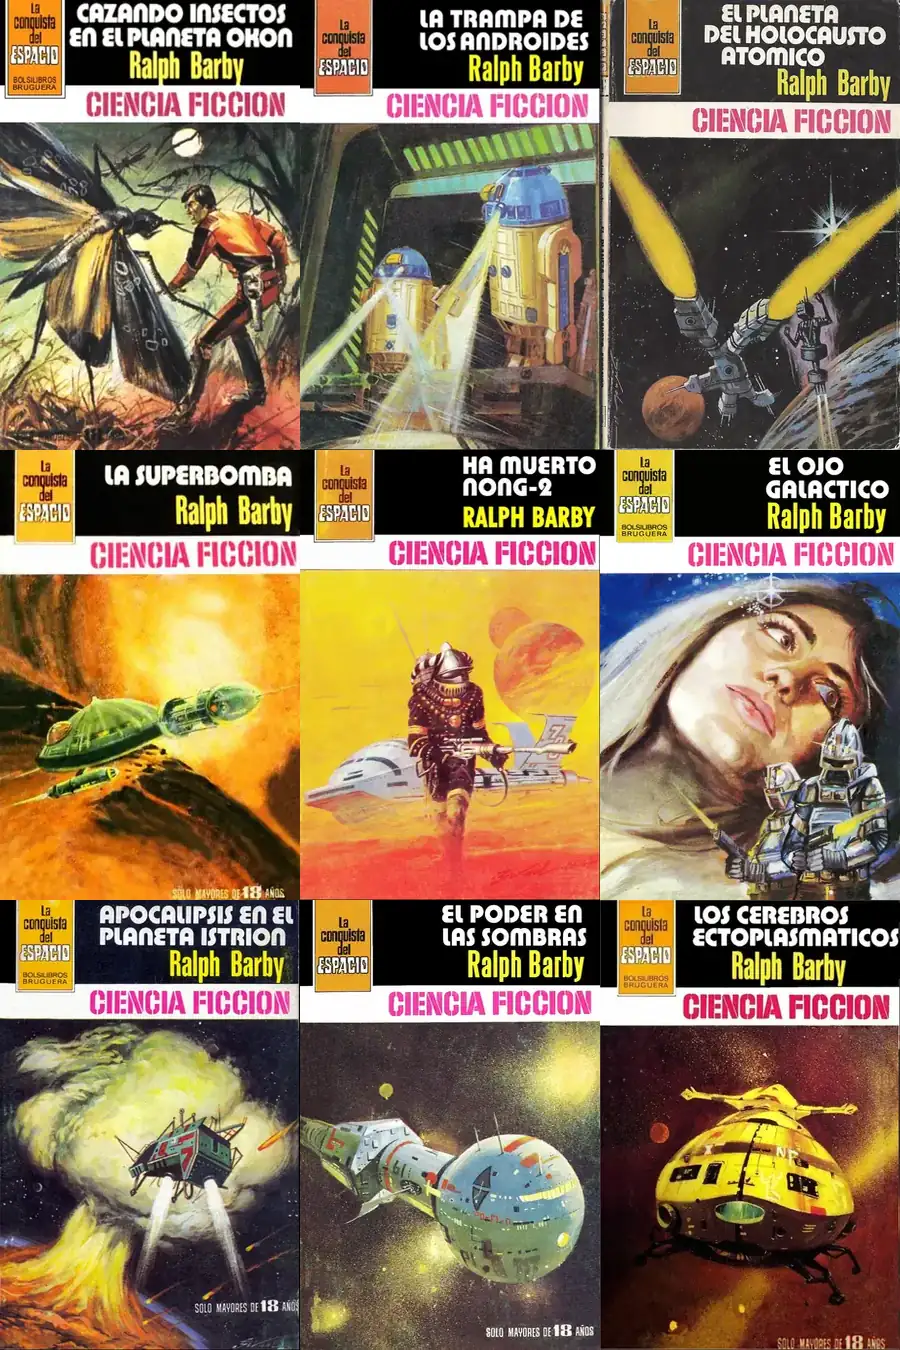 La
conquista
del
ESPACIO
BOLSILIBROS
BRUGUERA
CAZANDO INSECTOS
EN EL PLANETA OKON
Ralph Barby
CIENCIA FICCION
La
conquista
del
ESPACIO
LA TRAMPA DE
LOS ANDROIDES
Ralph Barby
CIENCIA FICCION
La
conquista
del
ESPACIO
EL PLANETA
DEL HOLOCAUSTO
ATOMICO
Ralph Barby
CIENCIA FICCION
La
conquista
del
ESPACIO
LA SUPERBOMBA
Ralph Barby
CIENCIA FICCION
SOLO MAYORES DE 18 AÑOS
La
conquista
del
ESPACIO
HA MUERTO
NONG-2
RALPH BARBY
CIENCIA FICCION
La
conquista
del
ESPACIO
BOLSILIBROS
BRUGUERA
EL OJO
GALACTICO
Ralph Barby
CIENCIA FICCION
La
conquista
del
ESPACIO
BOLSILIBROS
BRUGUERA
APOCALIPSIS EN EL
PLANETA ISTRION
Ralph Barby
CIENCIA FICCION
SOLO MAYORES DE 18 AÑOS
La
conquista
del
ESPACIO
EL PODER EN
LAS SOMBRAS
Ralph Barby
CIENCIA FICCION
SOLO MAYORES DE 18 AÑOS
La
conquista
del
ESPACIO
BOLSILIBROS
BRUGUERA
LOS CEREBROS
ECTOPLASMATICOS
Ralph Barby
CIENCIA FICCION
SOLO MAYORES DE 18 AÑOS